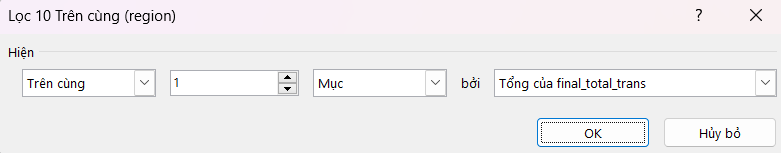 Lọc 10 Trên cùng (region)
Hiện
Trên cùng 1 Mục bởi Tổng của final_total_trans
OK Hủy bỏ